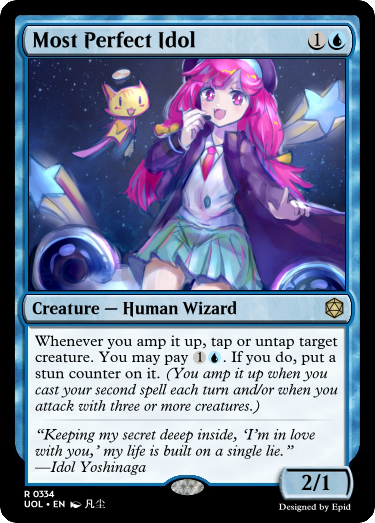 Most Perfect Idol 1
Creature — Human Wizard
Whenever you amp it up, tap or untap target
creature. You may pay 1. If you do, put a
stun counter on it. (You amp it up when you
cast your second spell each turn and/or when you
attack with three or more creatures.)
“Keeping my secret deeep inside, ‘I’m in love
with you,’ my life is built on a single lie.”
—Idol Yoshinaga
2/1
R 0334
UOL • EN 凡尘
Designed by Epid